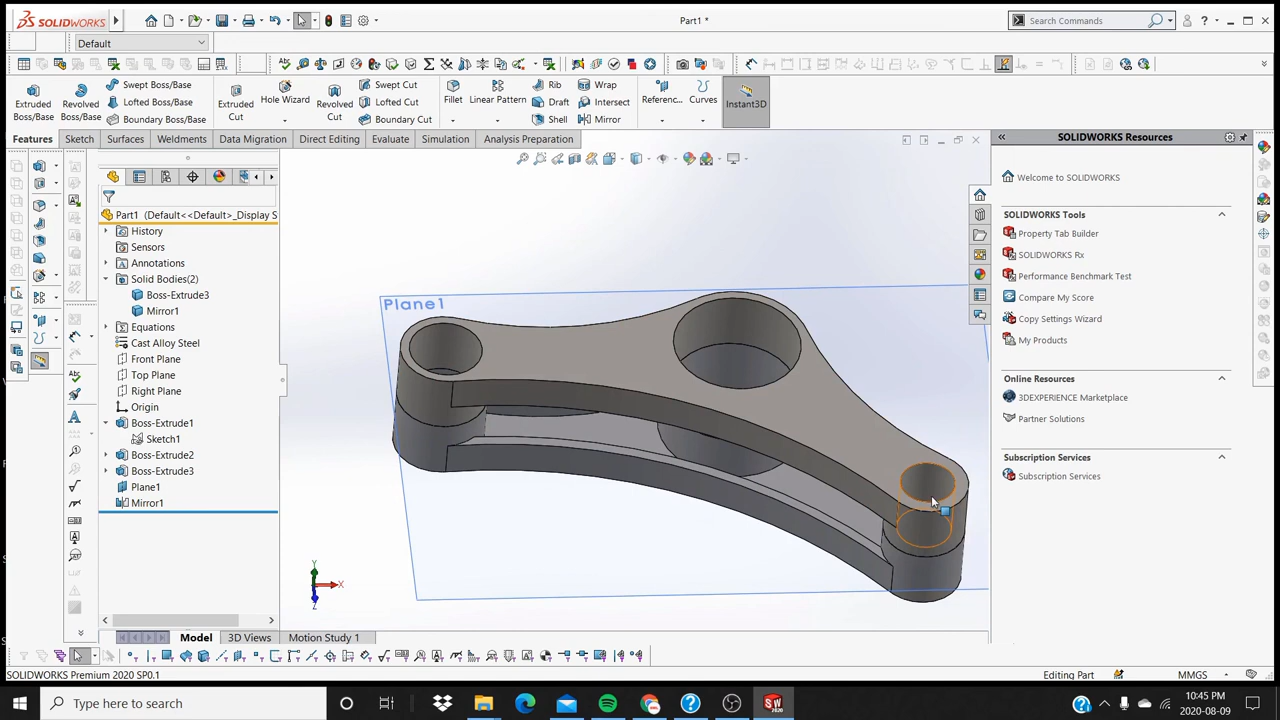 SOLIDWORKS
Part1 *
Search Commands
Default
Extruded Boss/Base
Revolved Boss/Base
Swept Boss/Base
Lofted Boss/Base
Boundary Boss/Base
Extruded Cut
Hole Wizard
Revolved Cut
Swept Cut
Lofted Cut
Boundary Cut
Fillet
Linear Pattern
Rib
Draft
Shell
Wrap
Intersect
Mirror
Referenc...
Curves
Instant3D
Features
Sketch
Surfaces
Weldments
Data Migration
Direct Editing
Evaluate
Simulation
Analysis Preparation
Part1 (Default<<Default>_Display S
History
Sensors
Annotations
Solid Bodies(2)
Boss-Extrude3
Mirror1
Equations
Cast Alloy Steel
Front Plane
Top Plane
Right Plane
Origin
Boss-Extrude1
Sketch1
Boss-Extrude2
Boss-Extrude3
Plane1
Mirror1
Plane1
Y
X
Z
SOLIDWORKS Resources
Welcome to SOLIDWORKS
SOLIDWORKS Tools
Property Tab Builder
SOLIDWORKS Rx
Performance Benchmark Test
Compare My Score
Copy Settings Wizard
My Products
Online Resources
3DEXPERIENCE Marketplace
Partner Solutions
Subscription Services
Subscription Services
Model
3D Views
Motion Study 1
SOLIDWORKS Premium 2020 SP0.1
Editing Part
MMGS
Type here to search
10:45 PM
2020-08-09